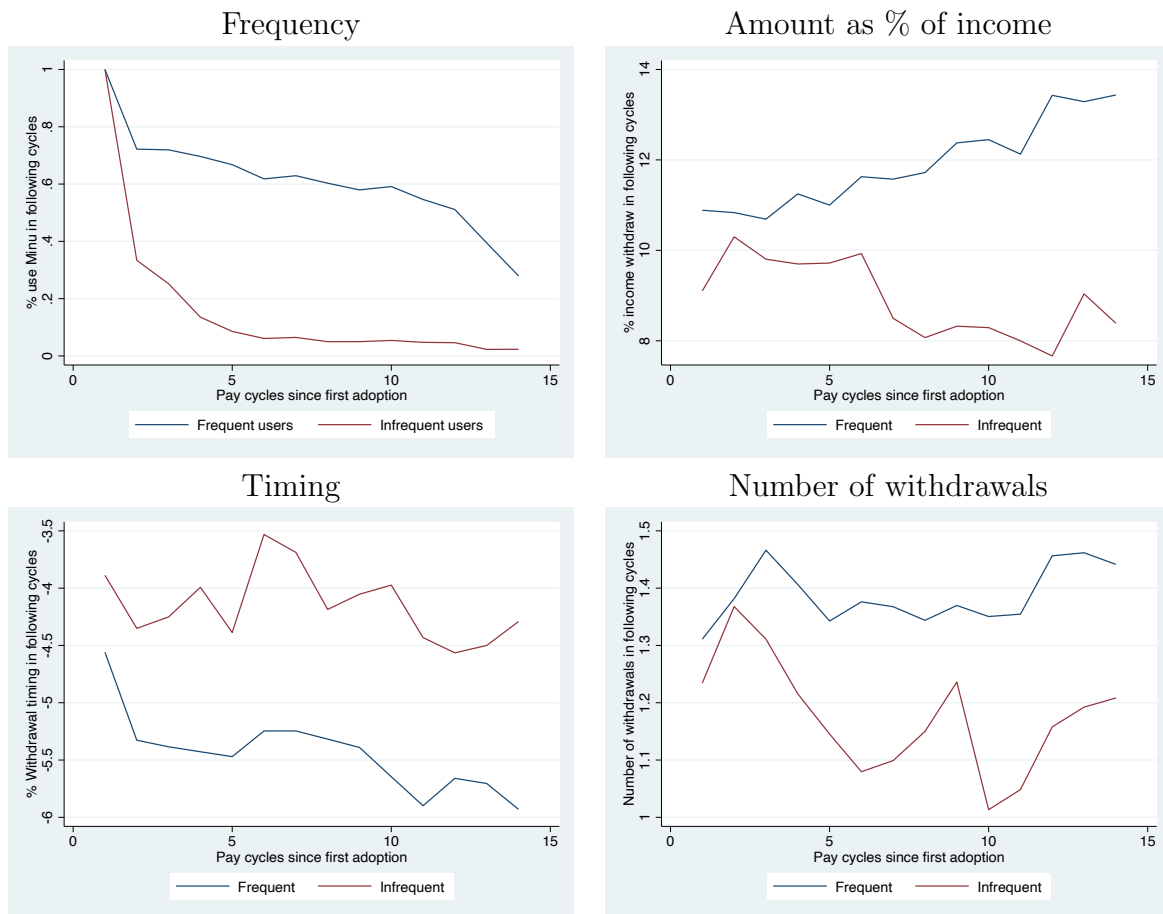 Frequency
% use Minu in following cycles
1
.8
.6
.4
.2
0
0 5 10 15
Pay cycles since first adoption
Frequent users Infrequent users
Amount as % of income
% income withdraw in following cycles
14
12
10
8
0 5 10 15
Pay cycles since first adoption
Frequent Infrequent
Timing
% Withdrawal timing in following cycles
-3.5
-4
-4.5
-5
-5.5
-6
0 5 10 15
Pay cycles since first adoption
Frequent Infrequent
Number of withdrawals
Number of withdrawals in following cycles
1.5
1.4
1.3
1.2
1.1
1
0 5 10 15
Pay cycles since first adoption
Frequent Infrequent